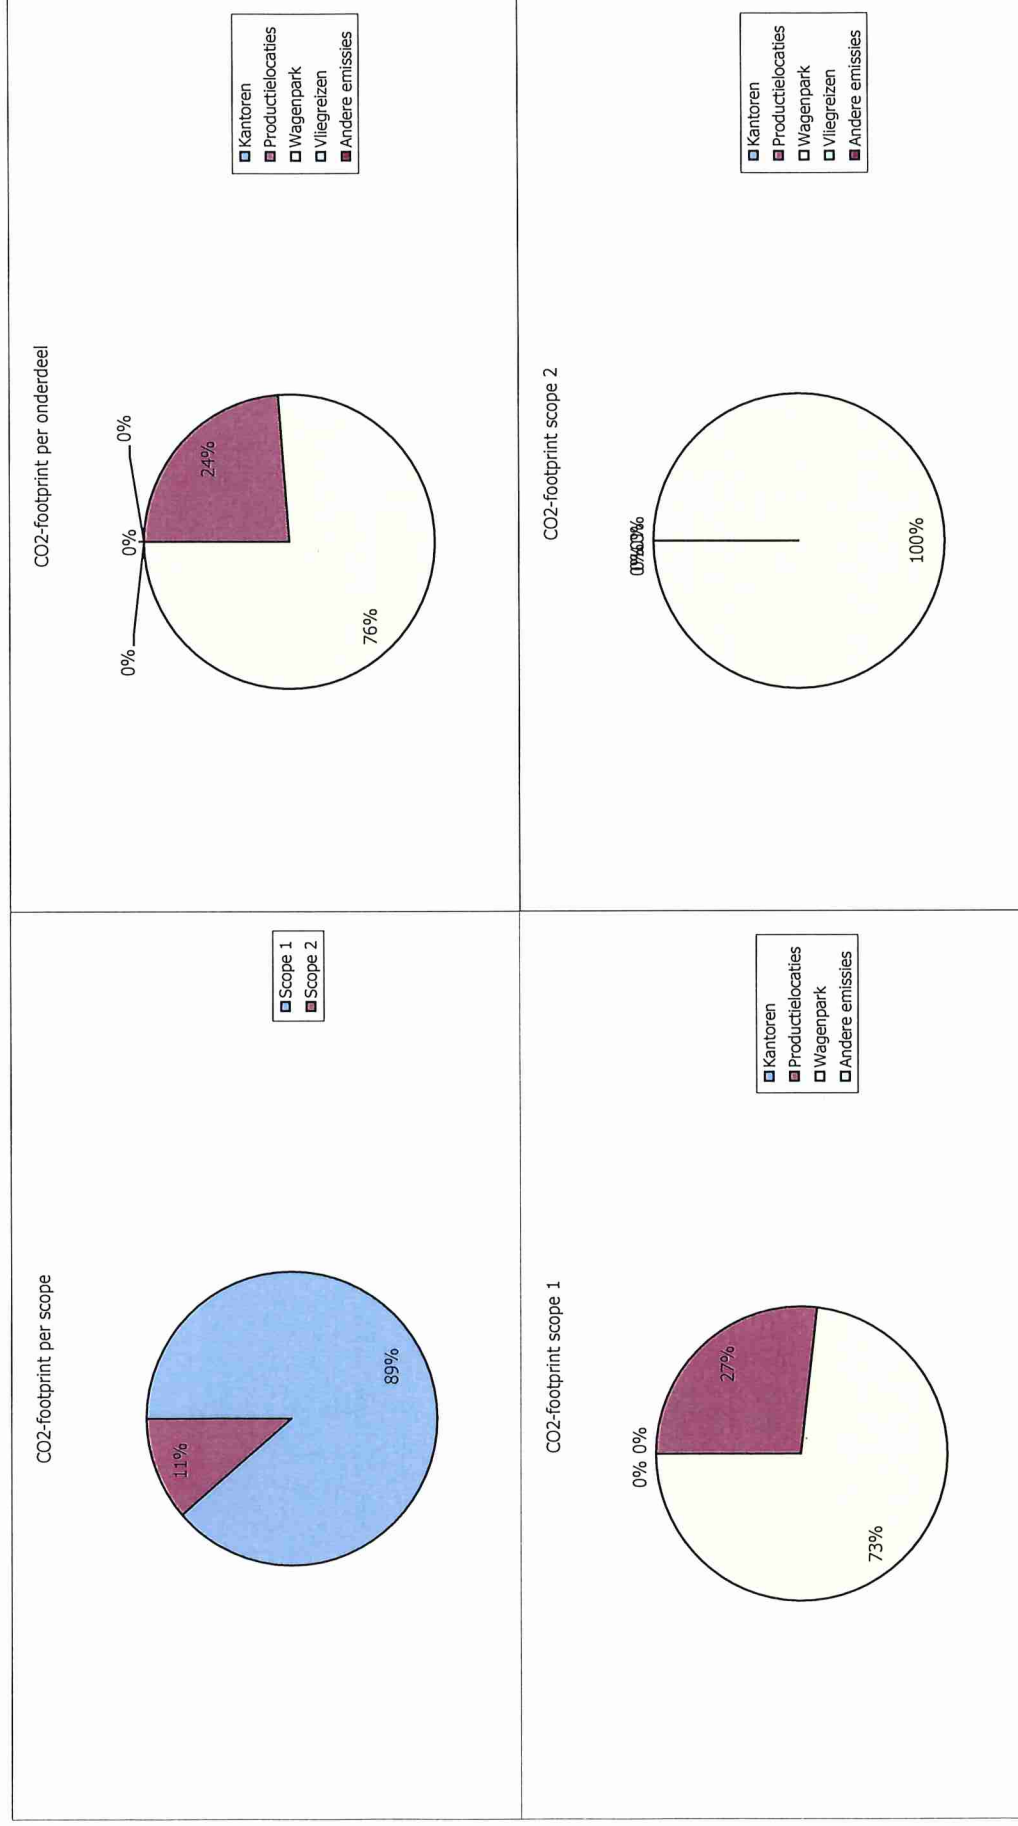 CO2-footprint per scope
11%
89%
Scope 1
Scope 2
CO2-footprint per onderdeel
0%
0%
0%
24%
76%
Kantoren
Productielocaties
Wagenpark
Vliegreizen
Andere emissies
CO2-footprint scope 1
0% 0%
27%
73%
Kantoren
Productielocaties
Wagenpark
Andere emissies
CO2-footprint scope 2
100%
Kantoren
Productielocaties
Wagenpark
Vliegreizen
Andere emissies